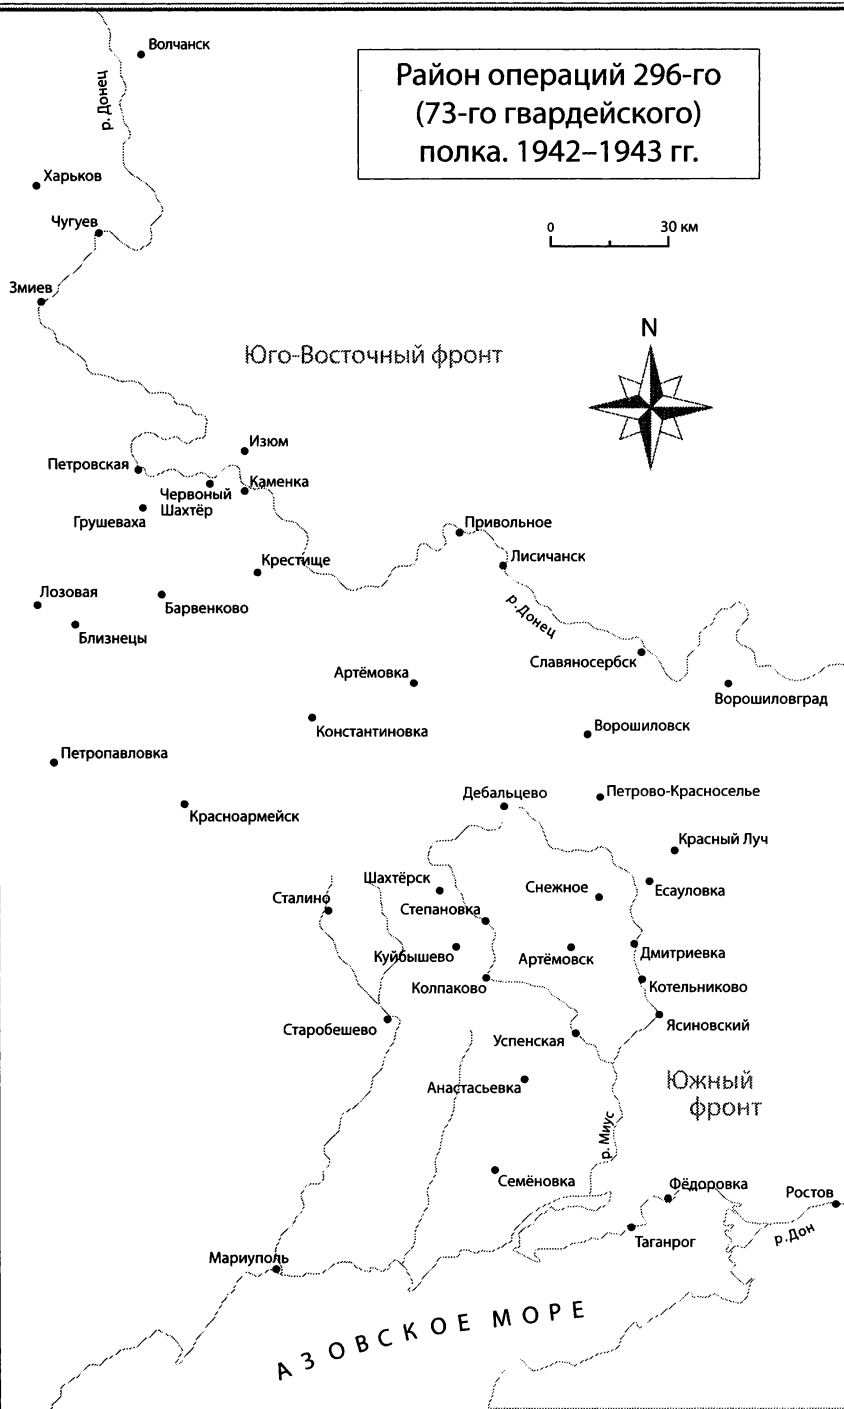 Волчанск
Район операций 296-го
(73-го гвардейского)
полка. 1942–1943 гг.
р. Донец
Харьков
Чугуев
0
30 км
Змиев
N
Юго-Восточный фронт
Изюм
Петровская
Каменка
Червоный
Шахтёр
Грушеваха
Привольное
Лисичанск
Крестище
Лозовая
Барвенково
р. Донец
Близнецы
Славяносербск
Артёмовка
Ворошиловград
Константиновка
Ворошиловск
Петропавловка
Дебальцево
Петрово-Красноселье
Красноармейск
Красный Луч
Шахтёрск
Снежное
Есауловка
Сталино
Степановка
Куйбышево
Артёмовск
Дмитриевка
Колпаково
Котельниково
Старобешево
Успенская
Ясиновский
Анастасьевка
Южный
фронт
р. Миус
Семёновка
Фёдоровка
Ростов
Таганрог
р. Дон
Мариуполь
АЗОВСКОЕ МОРЕ